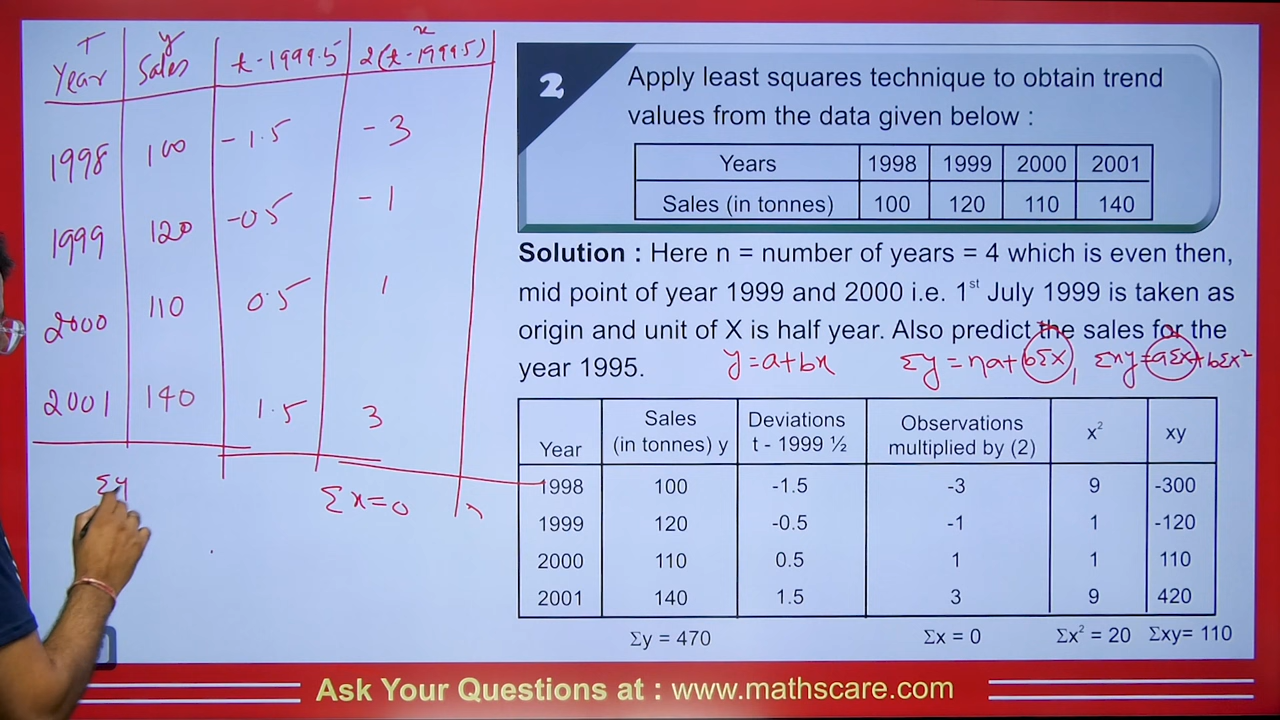 T y x
Year Sales t-1999.5 2(t-1999.5)
1998 100 -1.5 -3
1999 120 -0.5 -1
2000 110 0.5 1
2001 140 1.5 3
Σy Σx=0
2
Apply least squares technique to obtain trend
values from the data given below :
Years 1998 1999 2000 2001
Sales (in tonnes) 100 120 110 140
Solution : Here n = number of years = 4 which is even then,
mid point of year 1999 and 2000 i.e. 1st July 1999 is taken as
origin and unit of X is half year. Also predict the sales for the
year 1995. y=a+bx Σy=na+bΣx, Σxy=aΣx+bΣx²
Year Sales (in tonnes) y Deviations t - 1999 ½ Observations multiplied by (2) x² xy
1998 100 -1.5 -3 9 -300
1999 120 -0.5 -1 1 -120
2000 110 0.5 1 1 110
2001 140 1.5 3 9 420
Σy = 470 Σx = 0 Σx² = 20 Σxy= 110
Ask Your Questions at : www.mathscare.com